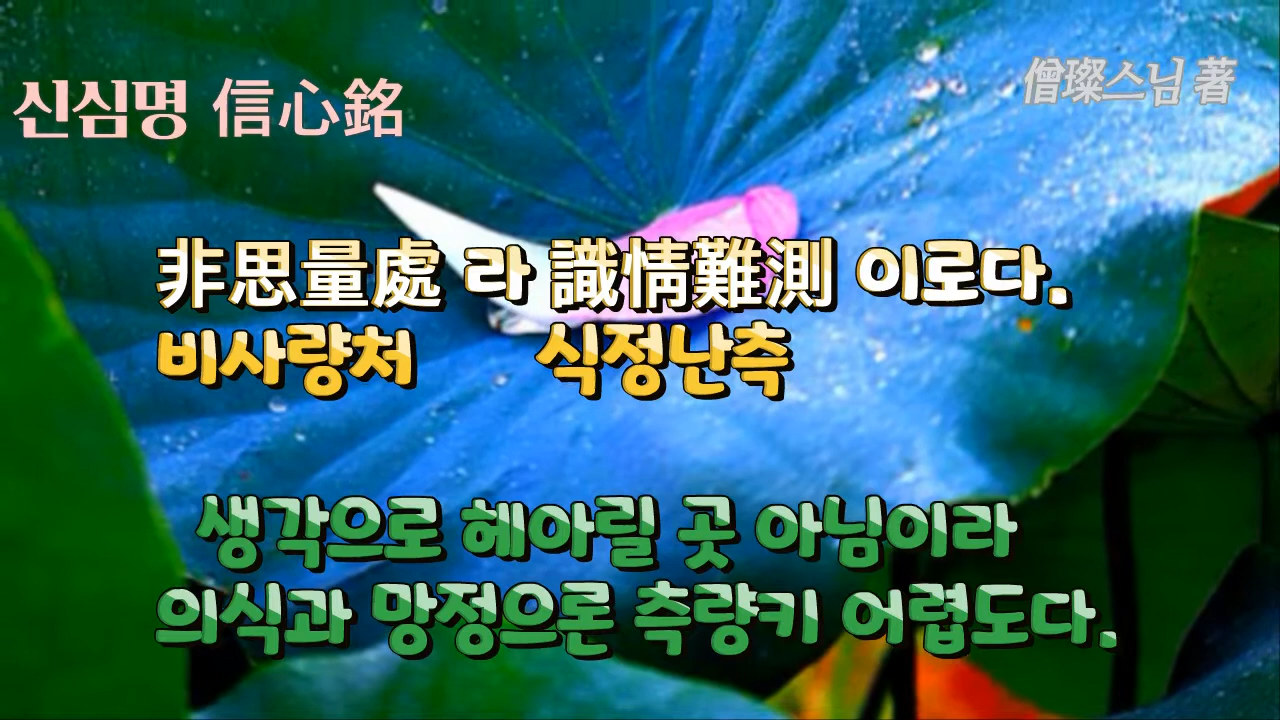 신심명 信心銘
僧璨스님 著
非思量處 라 識情難測 이로다.
비사량처 식정난측
생각으로 헤아릴 곳 아님이라
의식과 망정으론 측량키 어렵도다.